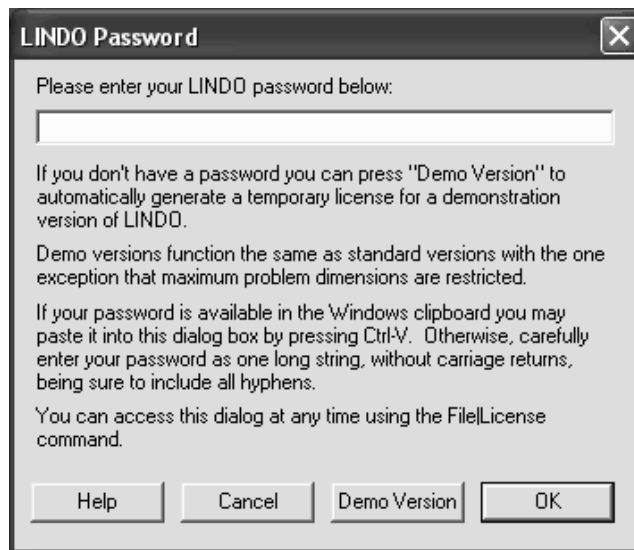 LINDO Password
Please enter your LINDO password below:
If you don't have a password you can press "Demo Version" to
automatically generate a temporary license for a demonstration
version of LINDO.
Demo versions function the same as standard versions with the one
exception that maximum problem dimensions are restricted.
If your password is available in the Windows clipboard you may
paste it into this dialog box by pressing Ctrl-V.  Otherwise, carefully
enter your password as one long string, without carriage returns,
being sure to include all hyphens.
You can access this dialog at any time using the File|License
command.
Help Cancel Demo Version OK